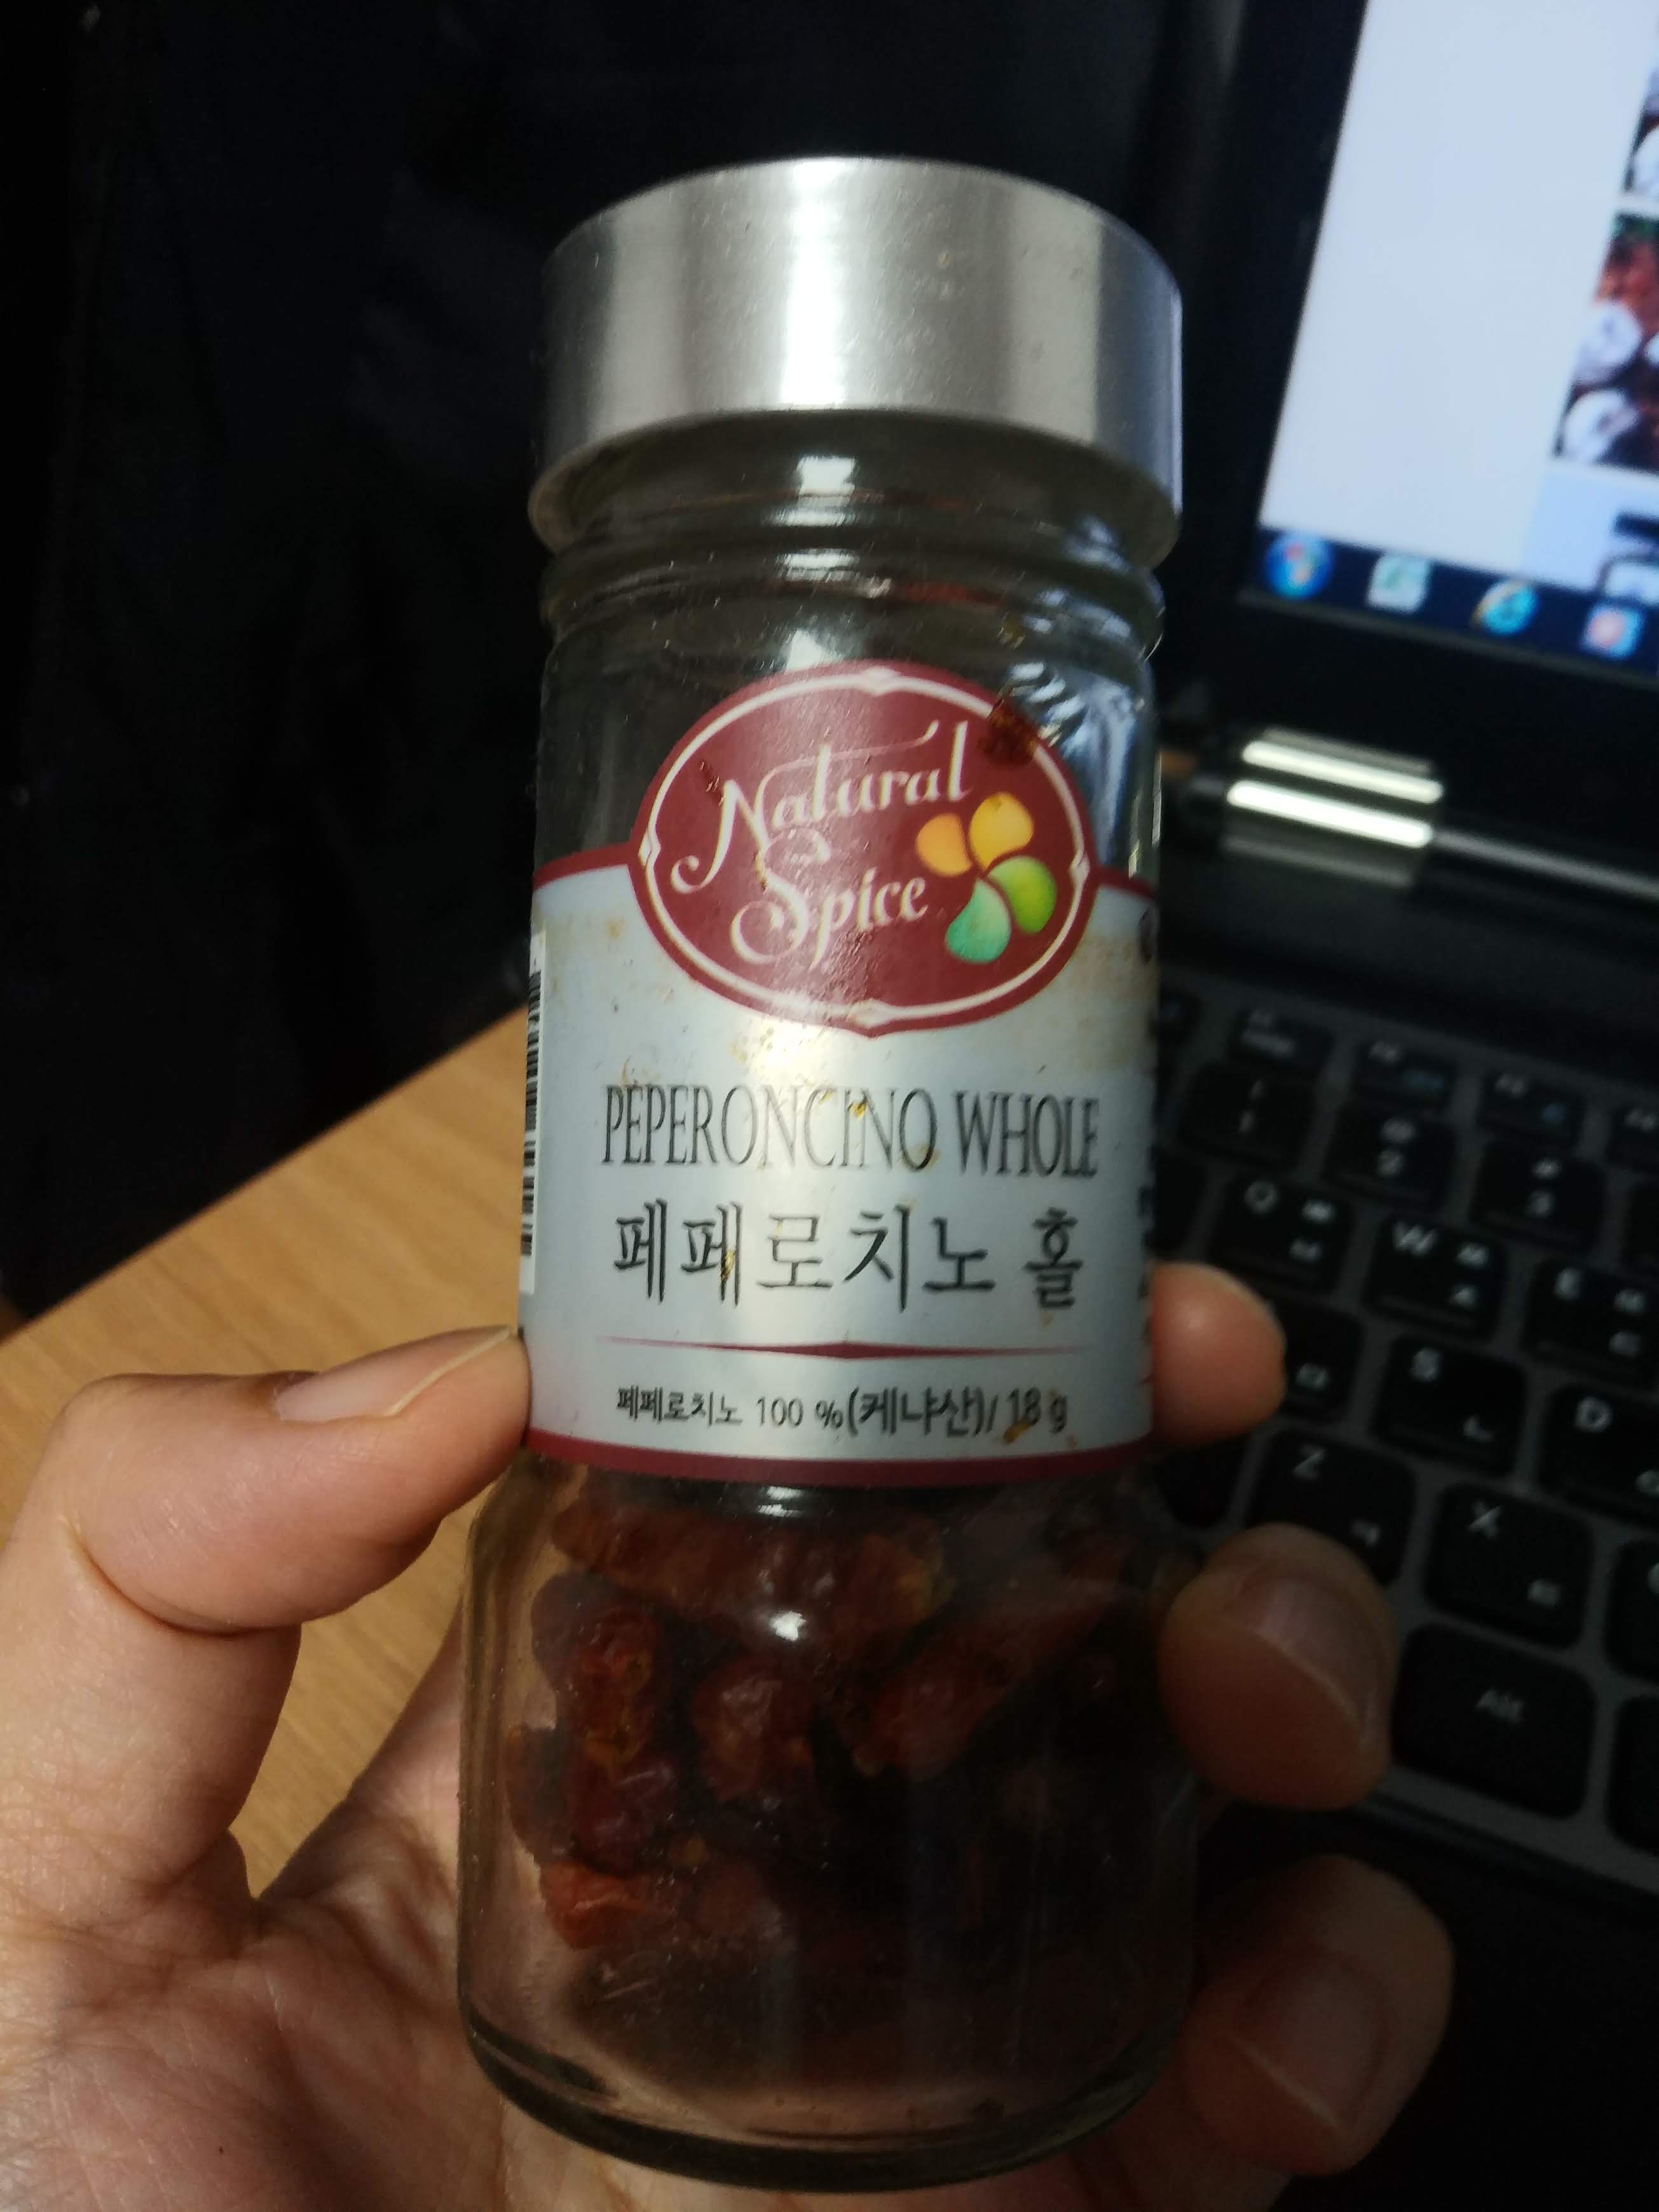 Natural
Spice
PEPERONCINO WHOLE
페페로치노 홀
페페로치노 100 %(케냐산)/ 18 g
Q
W
E
S
D
Z
X
Alt